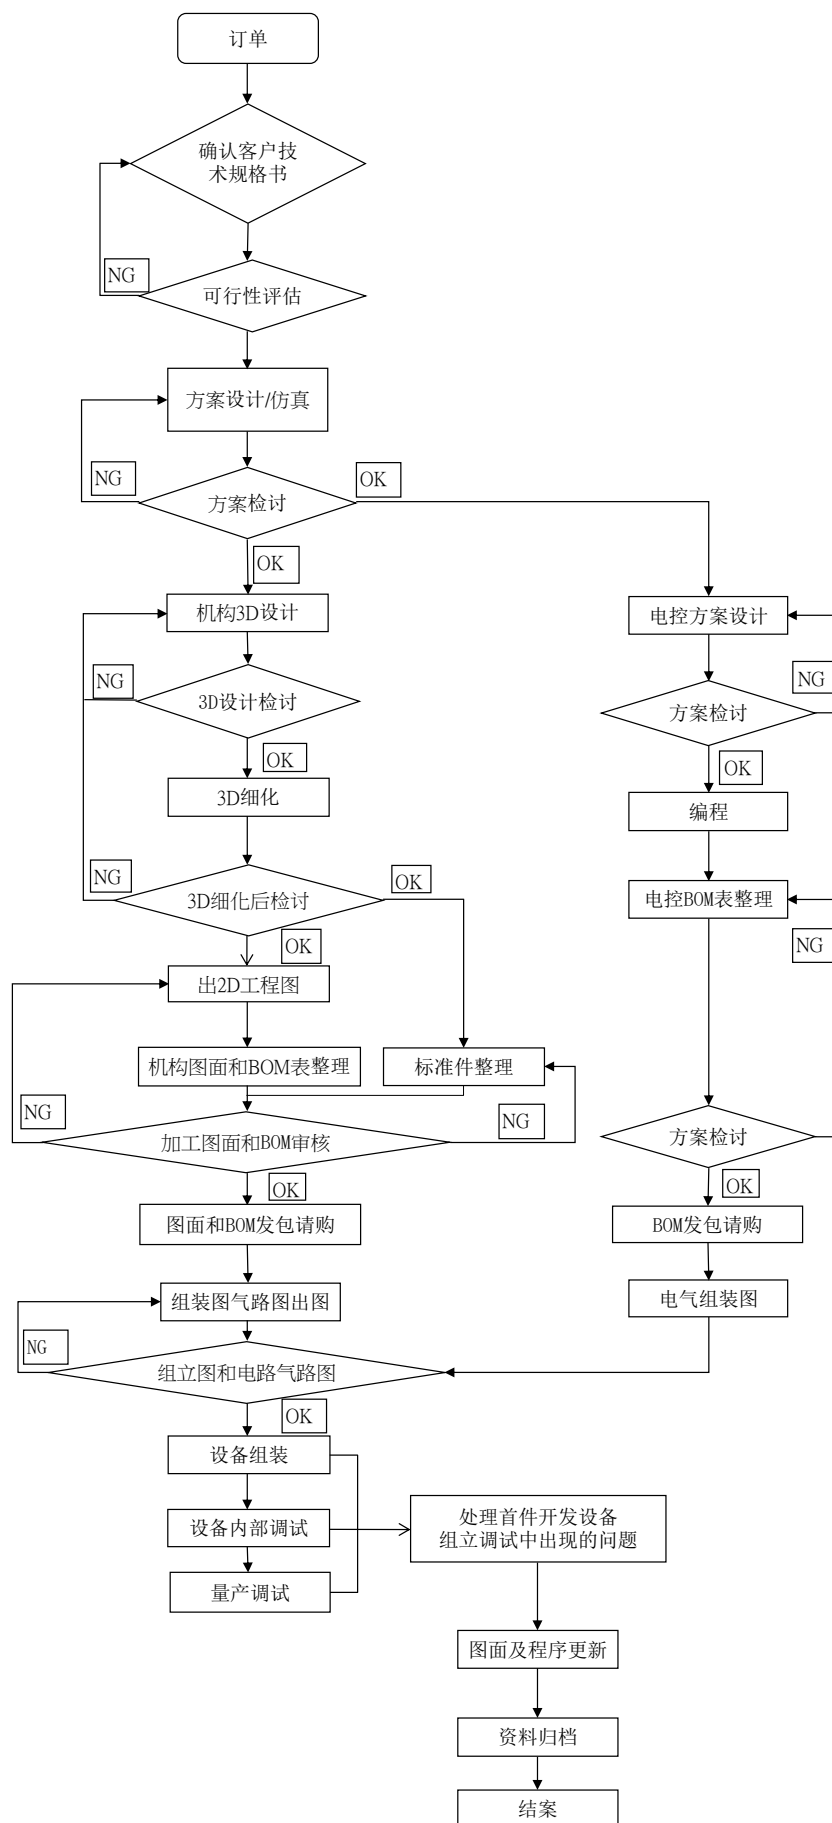 订单
确认客户技
术规格书
NG
可行性评估
方案设计/仿真
NG
OK
方案检讨
OK
机构3D设计
电控方案设计
NG
NG
3D设计检讨
方案检讨
OK
OK
3D细化
编程
NG
OK
3D细化后检讨
电控BOM表整理
OK
NG
出2D工程图
机构图面和BOM表整理
标准件整理
NG
NG
加工图面和BOM审核
方案检讨
OK
OK
图面和BOM发包请购
BOM发包请购
组装图气路图出图
电气组装图
NG
组立图和电路气路图
OK
设备组装
处理首件开发设备
组立调试中出现的问题
设备内部调试
量产调试
图面及程序更新
资料归档
结案